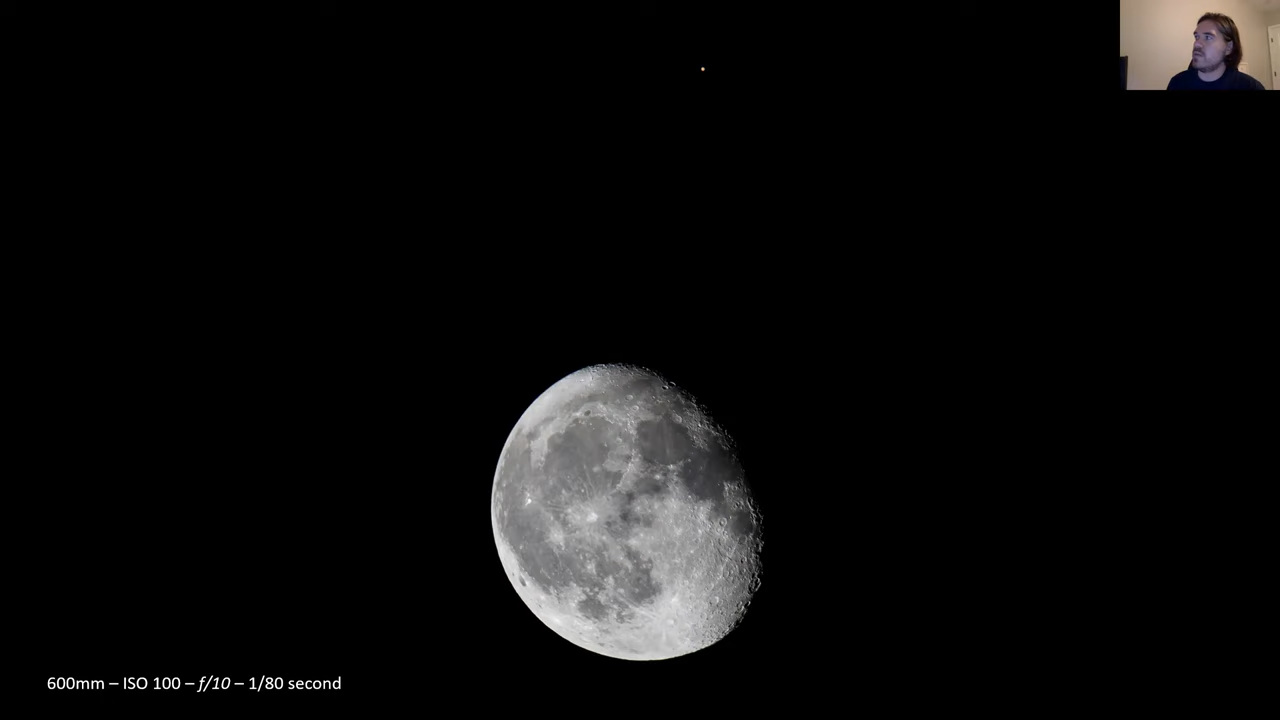 600mm – ISO 100 – f/10 – 1/80 second